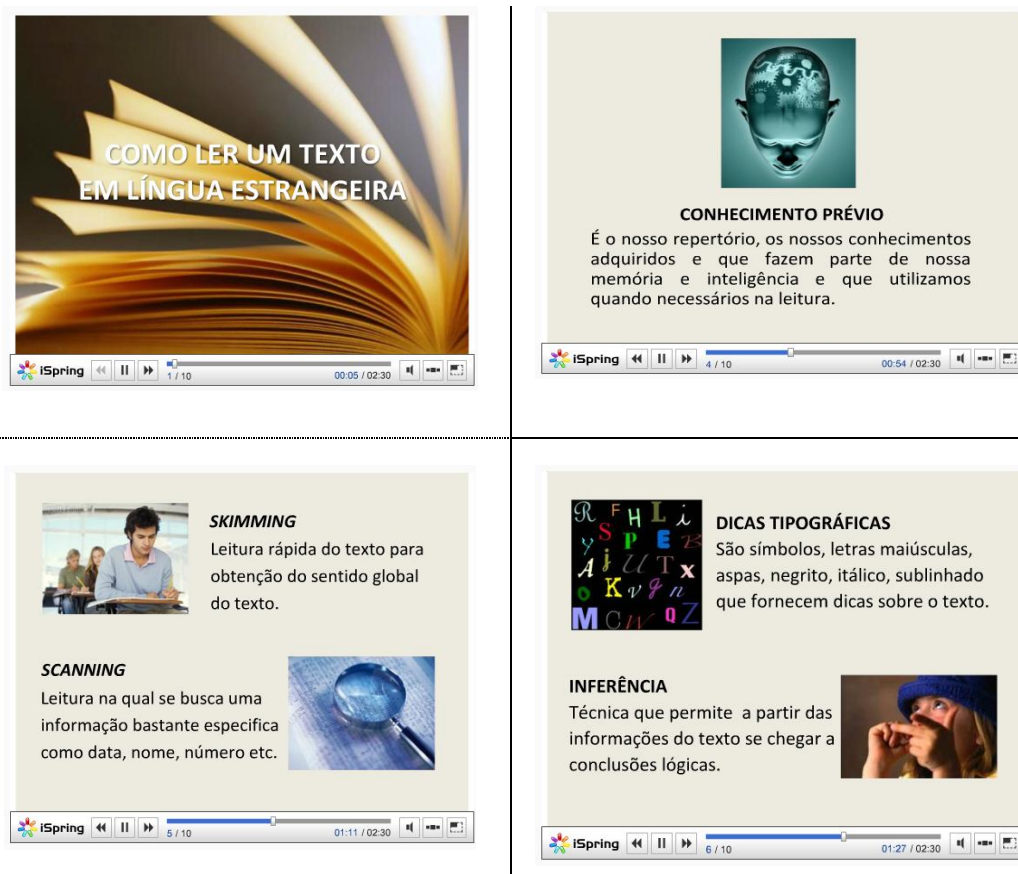 COMO LER UM TEXTO
EM LÍNGUA ESTRANGEIRA
iSpring
1 / 10
00:05 / 02:30
CONHECIMENTO PRÉVIO
É o nosso repertório, os nossos conhecimentos
adquiridos e que fazem parte de nossa
memória e inteligência e que utilizamos
quando necessários na leitura.
iSpring
4 / 10
00:54 / 02:30
SKIMMING
Leitura rápida do texto para
obtenção do sentido global
do texto.
SCANNING
Leitura na qual se busca uma
informação bastante especifica
como data, nome, número etc.
iSpring
5 / 10
01:11 / 02:30
R F H L i
y S P E B
A j U T x
o K v g n
M C W Q Z
DICAS TIPOGRÁFICAS
São símbolos, letras maiúsculas,
aspas, negrito, itálico, sublinhado
que fornecem dicas sobre o texto.
INFERÊNCIA
Técnica que permite a partir das
informações do texto se chegar a
conclusões lógicas.
iSpring
6 / 10
01:27 / 02:30